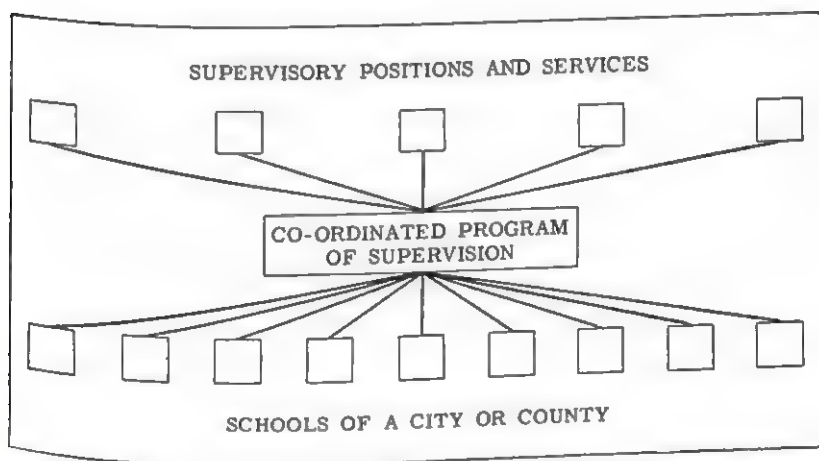 SUPERVISORY POSITIONS AND SERVICES
CO-ORDINATED PROGRAM
OF SUPERVISION
SCHOOLS OF A CITY OR COUNTY